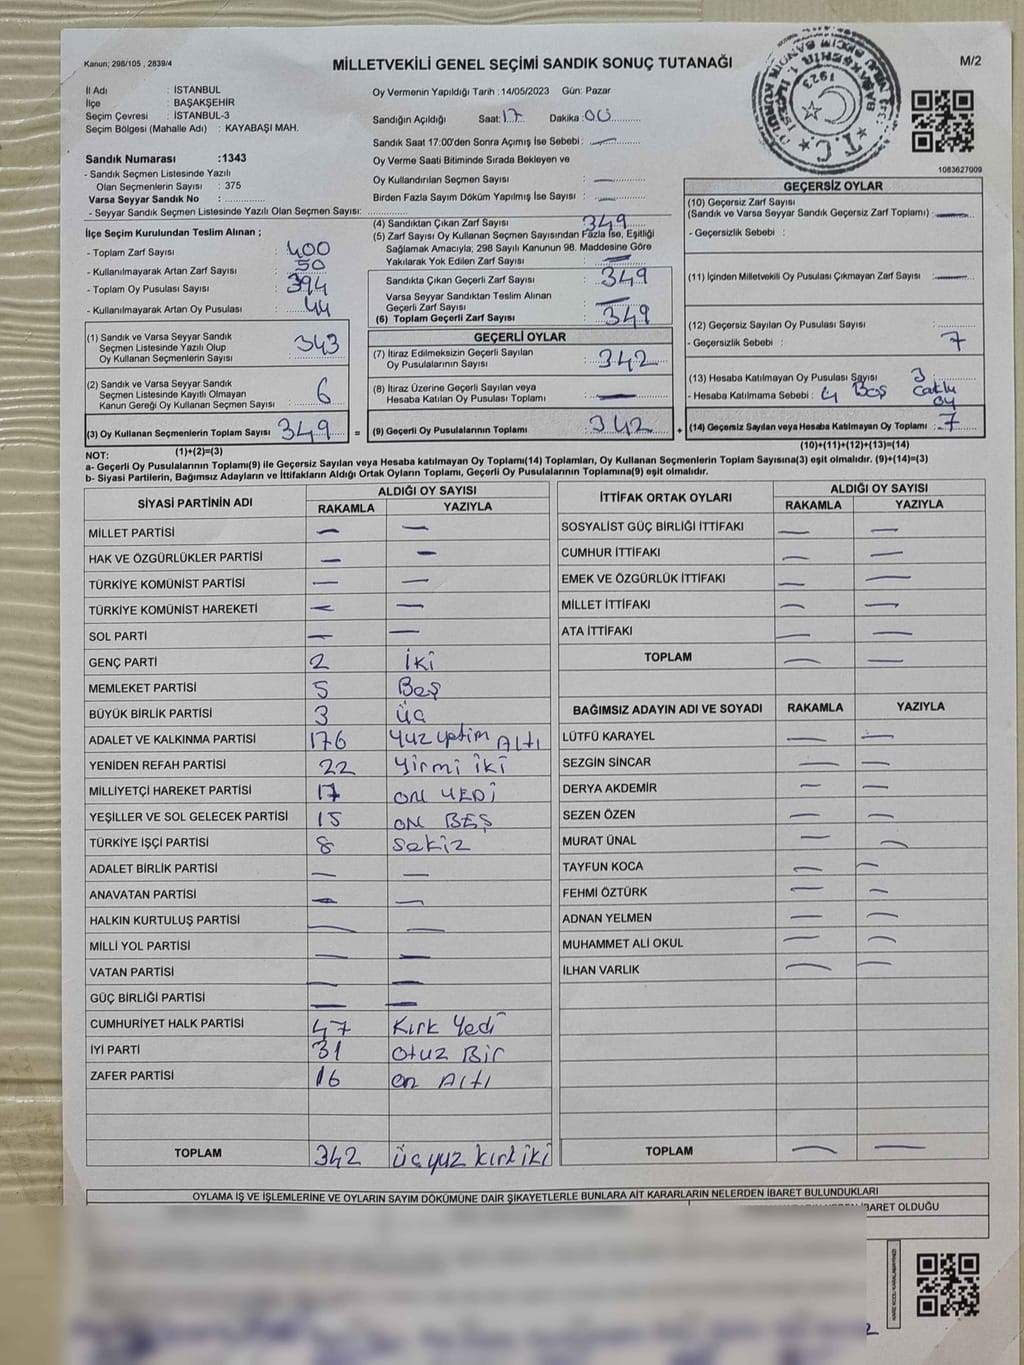 Kanun; 298/105 , 2839/4
MİLLETVEKİLİ GENEL SEÇİMİ SANDIK SONUÇ TUTANAĞI
M/2
İl Adı : İSTANBUL
İlçe : BAŞAKŞEHİR
Seçim Çevresi : İSTANBUL-3
Seçim Bölgesi (Mahalle Adı) : KAYABAŞI MAH.
Sandık Numarası :1343
- Sandık Seçmen Listesinde Yazılı
Olan Seçmenlerin Sayısı : 375
Varsa Seyyar Sandık No :
- Seyyar Sandık Seçmen Listesinde Yazılı Olan Seçmen Sayısı:
İlçe Seçim Kurulundan Teslim Alınan ;
- Toplam Zarf Sayısı : 400
- Kullanılmayarak Artan Zarf Sayısı : 50
- Toplam Oy Pusulası Sayısı : 394
- Kullanılmayarak Artan Oy Pusulası : 44
(1) Sandık ve Varsa Seyyar Sandık
Seçmen Listesinde Yazılı Olup
Oy Kullanan Seçmenlerin Sayısı : 343
(2) Sandık ve Varsa Seyyar Sandık
Seçmen Listesinde Kayıtlı Olmayan
Kanun Gereği Oy Kullanan Seçmen Sayısı : 6
(3) Oy Kullanan Seçmenlerin Toplam Sayısı : 349 =
(1)+(2)=(3)
Oy Vermenin Yapıldığı Tarih : 14/05/2023 Gün: Pazar
Sandığın Açıldığı Saat: 17 Dakika : 00
Sandık Saat 17:00'den Sonra Açımış İse Sebebi : —
Oy Verme Saati Bitiminde Sırada Bekleyen ve
Oy Kullandırılan Seçmen Sayısı : —
Birden Fazla Sayım Döküm Yapılmış İse Sayısı : —
(4) Sandıktan Çıkan Zarf Sayısı : 349
(5) Zarf Sayısı Oy Kullanan Seçmen Sayısından Fazla İse, Eşitliği
Sağlamak Amacıyla; 298 Sayılı Kanunun 98. Maddesine Göre
Yakılarak Yok Edilen Zarf Sayısı : —
Sandıkta Çıkan Geçerli Zarf Sayısı : 349
Varsa Seyyar Sandıktan Teslim Alınan
Geçerli Zarf Sayısı : —
(6) Toplam Geçerli Zarf Sayısı : 349
GEÇERLİ OYLAR
(7) İtiraz Edilmeksizin Geçerli Sayılan
Oy Pusulalarının Sayısı : 342
(8) İtiraz Üzerine Geçerli Sayılan veya
Hesaba Katılan Oy Pusulası Toplamı : —
(9) Geçerli Oy Pusulalarının Toplamı : 342 +
1083627009
GEÇERSİZ OYLAR
(10) Geçersiz Zarf Sayısı
(Sandık ve Varsa Seyyar Sandık Geçersiz Zarf Toplamı) : —
- Geçersizlik Sebebi :
(11) İçinden Milletvekili Oy Pusulası Çıkmayan Zarf Sayısı : —
(12) Geçersiz Sayılan Oy Pusulası Sayısı :
- Geçersizlik Sebebi : 7
(13) Hesaba Katılmayan Oy Pusulası Sayısı : 3
- Hesaba Katılmama Sebebi : 4 Boş
oy
(14) Geçersiz Sayılan veya Hesaba Katılmayan Oy Toplamı : 7
(10)+(11)+(12)+(13)=(14)
NOT:
a- Geçerli Oy Pusulalarının Toplamı(9) ile Geçersiz Sayılan veya Hesaba katılmayan Oy Toplamı(14) Toplamları, Oy Kullanan Seçmenlerin Toplam Sayısına(3) eşit olmalıdır. (9)+(14)=(3)
b- Siyasi Partilerin, Bağımsız Adayların ve İttifakların Aldığı Ortak Oyların Toplamı, Geçerli Oy Pusulalarının Toplamına(9) eşit olmalıdır.
SİYASİ PARTİNİN ADI ALDIĞI OY SAYISI
RAKAMLA YAZIYLA
MİLLET PARTİSİ — —
HAK VE ÖZGÜRLÜKLER PARTİSİ — —
TÜRKİYE KOMÜNİST PARTİSİ — —
TÜRKİYE KOMÜNİST HAREKETİ — —
SOL PARTİ — —
GENÇ PARTİ 2 iki
MEMLEKET PARTİSİ 5 Beş
BÜYÜK BİRLİK PARTİSİ 3 üç
ADALET VE KALKINMA PARTİSİ 176 Yüz yetmiş Altı
YENİDEN REFAH PARTİSİ 22 Yirmi iki
MİLLİYETÇİ HAREKET PARTİSİ 17 on YEDİ
YEŞİLLER VE SOL GELECEK PARTİSİ 15 on BEŞ
TÜRKİYE İŞÇİ PARTİSİ 8 sekiz
ADALET BİRLİK PARTİSİ — —
ANAVATAN PARTİSİ — —
HALKIN KURTULUŞ PARTİSİ — —
MİLLİ YOL PARTİSİ — —
VATAN PARTİSİ — —
GÜÇ BİRLİĞİ PARTİSİ — —
CUMHURİYET HALK PARTİSİ 47 Kırk Yedi
İYİ PARTİ 31 otuz Bir
ZAFER PARTİSİ 16 on Altı
TOPLAM 342 üçyüz kırk iki
İTTİFAK ORTAK OYLARI ALDIĞI OY SAYISI
RAKAMLA YAZIYLA
SOSYALİST GÜÇ BİRLİĞİ İTTİFAKI — —
CUMHUR İTTİFAKI — —
EMEK VE ÖZGÜRLÜK İTTİFAKI — —
MİLLET İTTİFAKI — —
ATA İTTİFAKI — —
TOPLAM — —
BAĞIMSIZ ADAYIN ADI VE SOYADI RAKAMLA YAZIYLA
LÜTFÜ KARAYEL — —
SEZGİN SİNCAR — —
DERYA AKDEMİR — —
SEZEN ÖZEN — —
MURAT ÜNAL — —
TAYFUN KOCA — —
FEHMİ ÖZTÜRK — —
ADNAN YELMEN — —
MUHAMMET ALİ OKUL — —
İLHAN VARLIK — —
TOPLAM — —
OYLAMA İŞ VE İŞLEMLERİNE VE OYLARIN SAYIM DÖKÜMÜNE DAİR ŞİKAYETLERLE BUNLARA AİT KARARLARIN NELERDEN İBARET BULUNDUKLARI
İBARET OLDUĞU